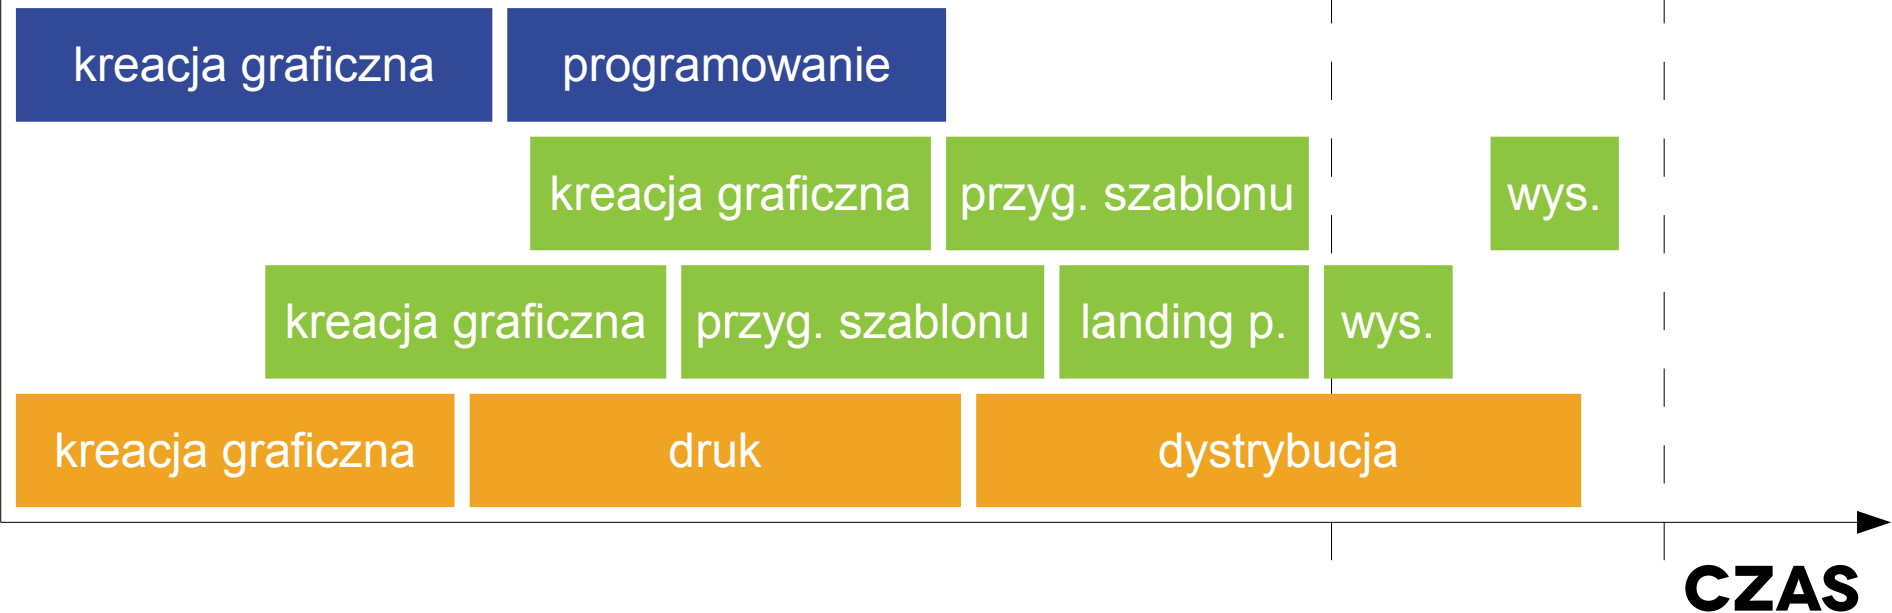 kreacja graficzna programowanie
kreacja graficzna przyg. szablonu wys.
kreacja graficzna przyg. szablonu landing p. wys.
kreacja graficzna druk dystrybucja
CZAS